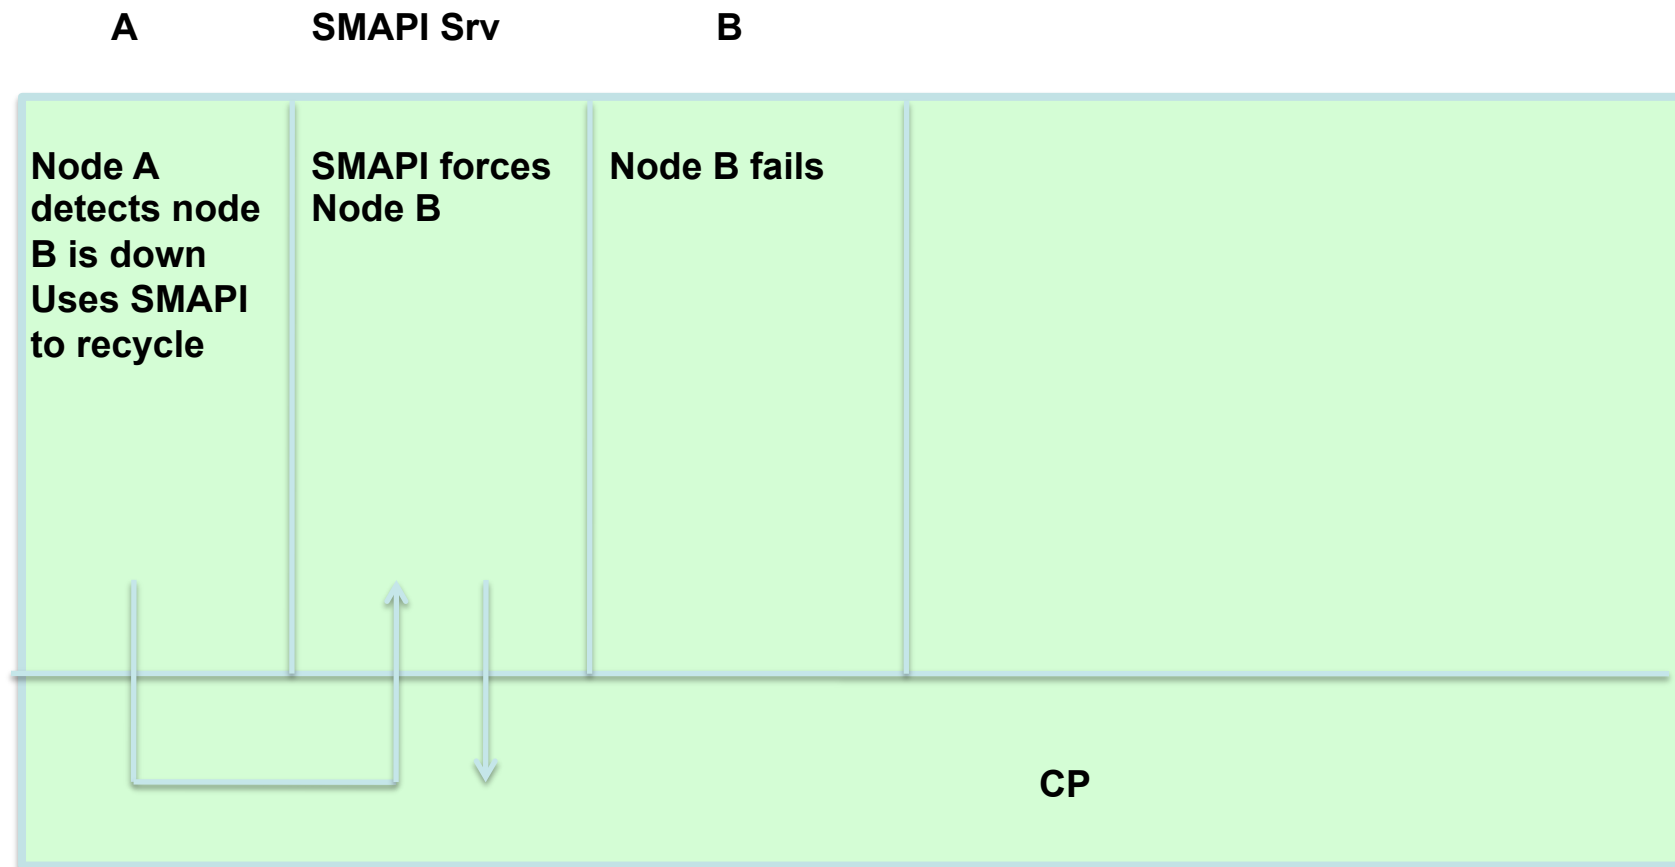 A SMAPI Srv B
Node A
detects node
B is down
Uses SMAPI
to recycle
SMAPI forces
Node B
Node B fails
CP